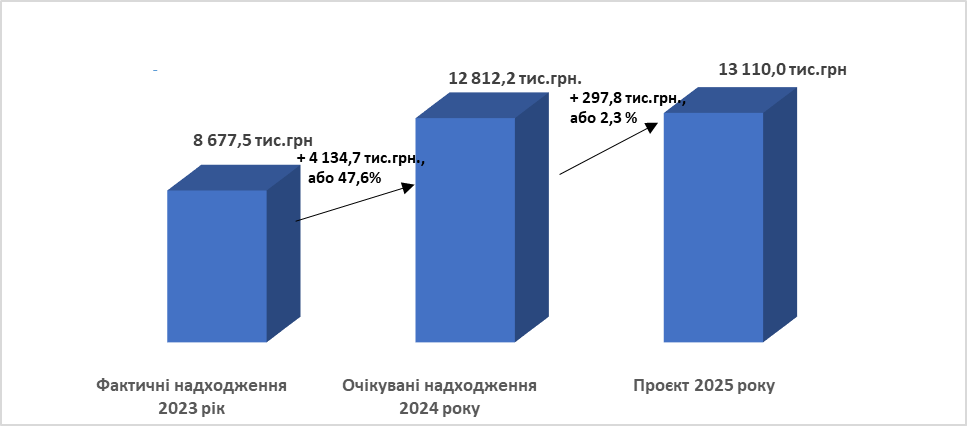 8 677,5 тис.грн
+ 4 134,7 тис.грн.,
або 47,6%
12 812,2 тис.грн.
+ 297,8 тис.грн.,
або 2,3 %
13 110,0 тис.грн
Фактичні надходження
2023 рік
Очікувані надходження
2024 року
Проєкт 2025 року